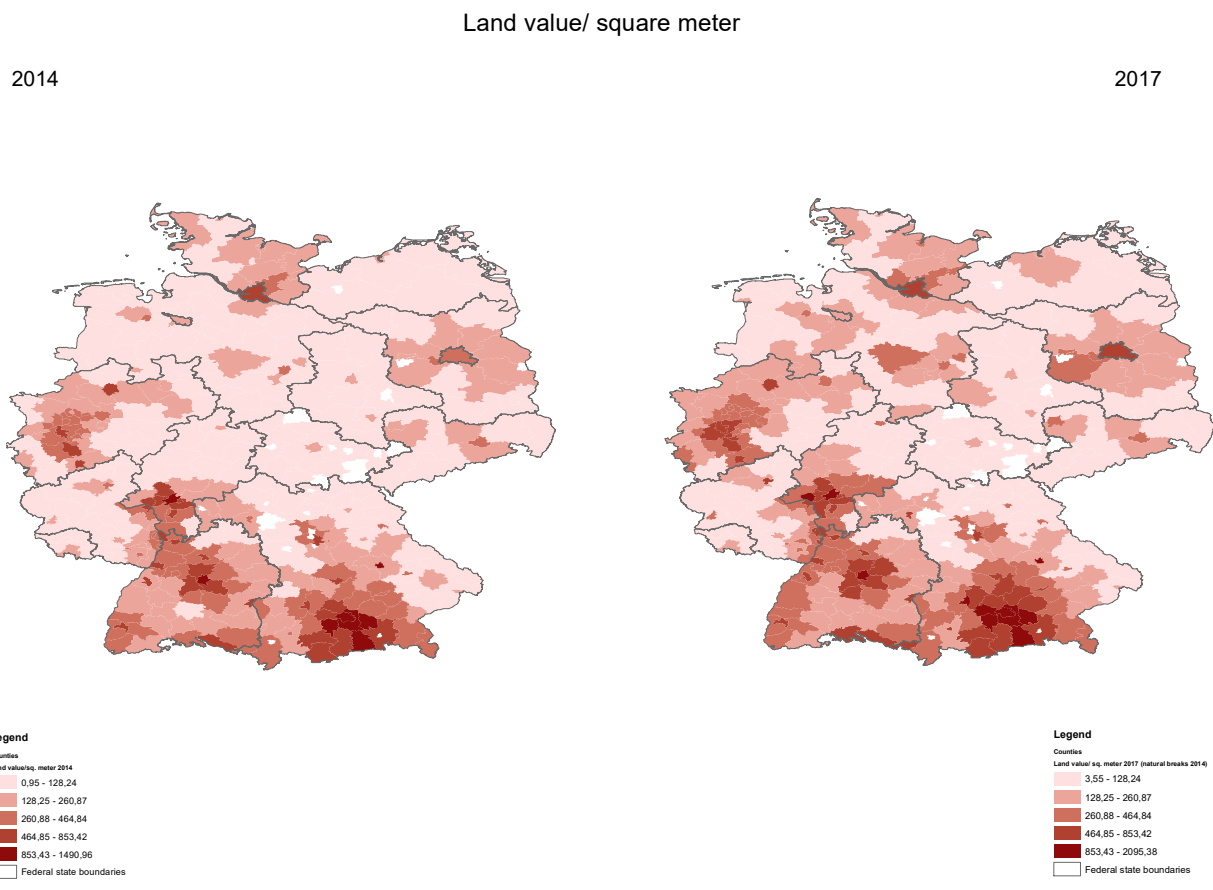 Land value/ square meter
2014
2017
egend
unties
nd value/sq. meter 2014
0,95 - 128,24
128,25 - 260,87
260,88 - 464,84
464,85 - 853,42
853,43 - 1490,96
Federal state boundaries
Legend
Counties
Land value/ sq. meter 2017 (natural breaks 2014)
3,55 - 128,24
128,25 - 260,87
260,88 - 464,84
464,85 - 853,42
853,43 - 2095,38
Federal state boundaries